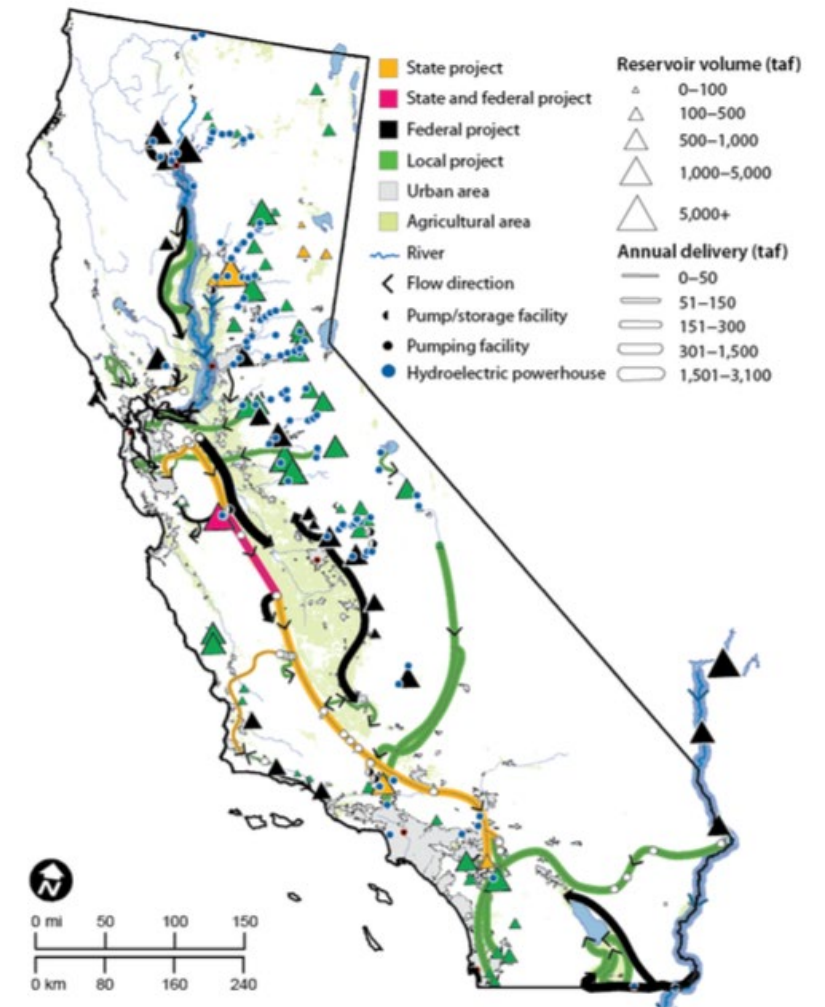 State project
State and federal project
Federal project
Local project
Urban area
Agricultural area
River
Flow direction
Pump/storage facility
Pumping facility
Hydroelectric powerhouse
Reservoir volume (taf)
0–100
100–500
500–1,000
1,000–5,000
5,000+
Annual delivery (taf)
0–50
51–150
151–300
301–1,500
1,501–3,100
N
0 mi 50 100 150
0 km 80 160 240